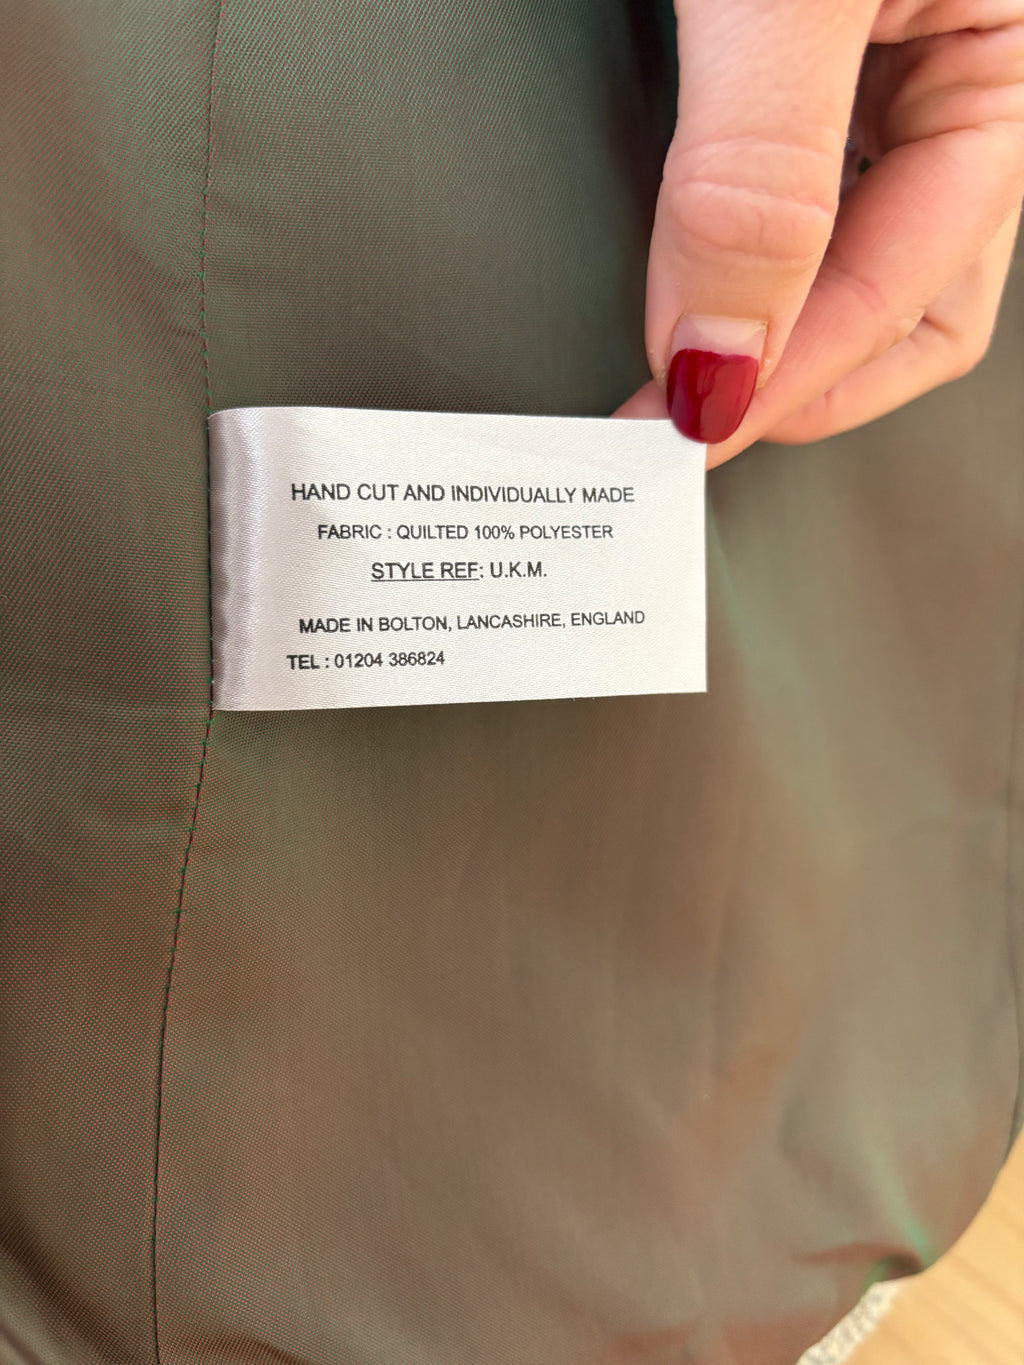 HAND CUT AND INDIVIDUALLY MADE
FABRIC : QUILTED 100% POLYESTER
STYLE REF: U.K.M.
MADE IN BOLTON, LANCASHIRE, ENGLAND
TEL : 01204 386824